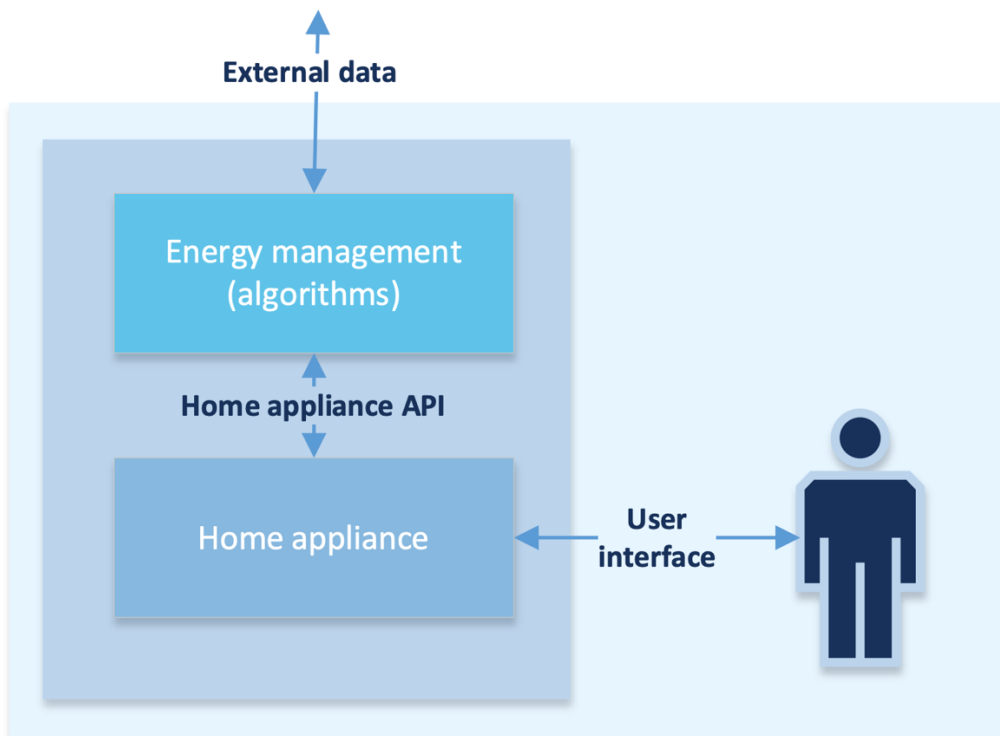 External data
Energy management
(algorithms)
Home appliance API
Home appliance
User
interface